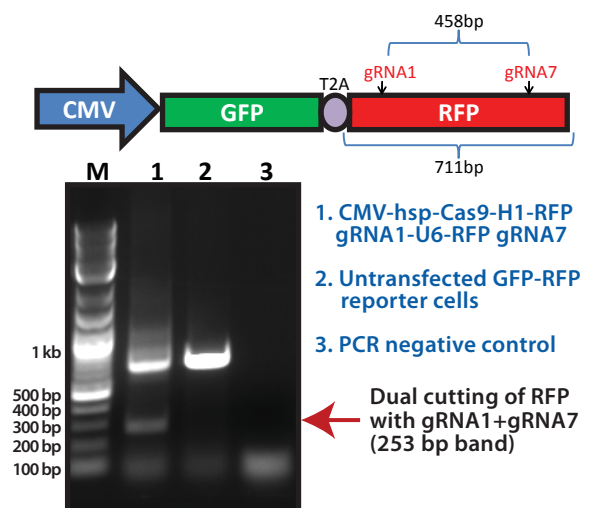 458bp
T2A
gRNA1
gRNA7
CMV
GFP
RFP
711bp
M 1 2 3
1 kb
500 bp
400 bp
300 bp
200 bp
100 bp
1. CMV-hsp-Cas9-H1-RFP
gRNA1-U6-RFP gRNA7
2. Untransfected GFP-RFP
reporter cells
3. PCR negative control
Dual cutting of RFP
with gRNA1+gRNA7
(253 bp band)